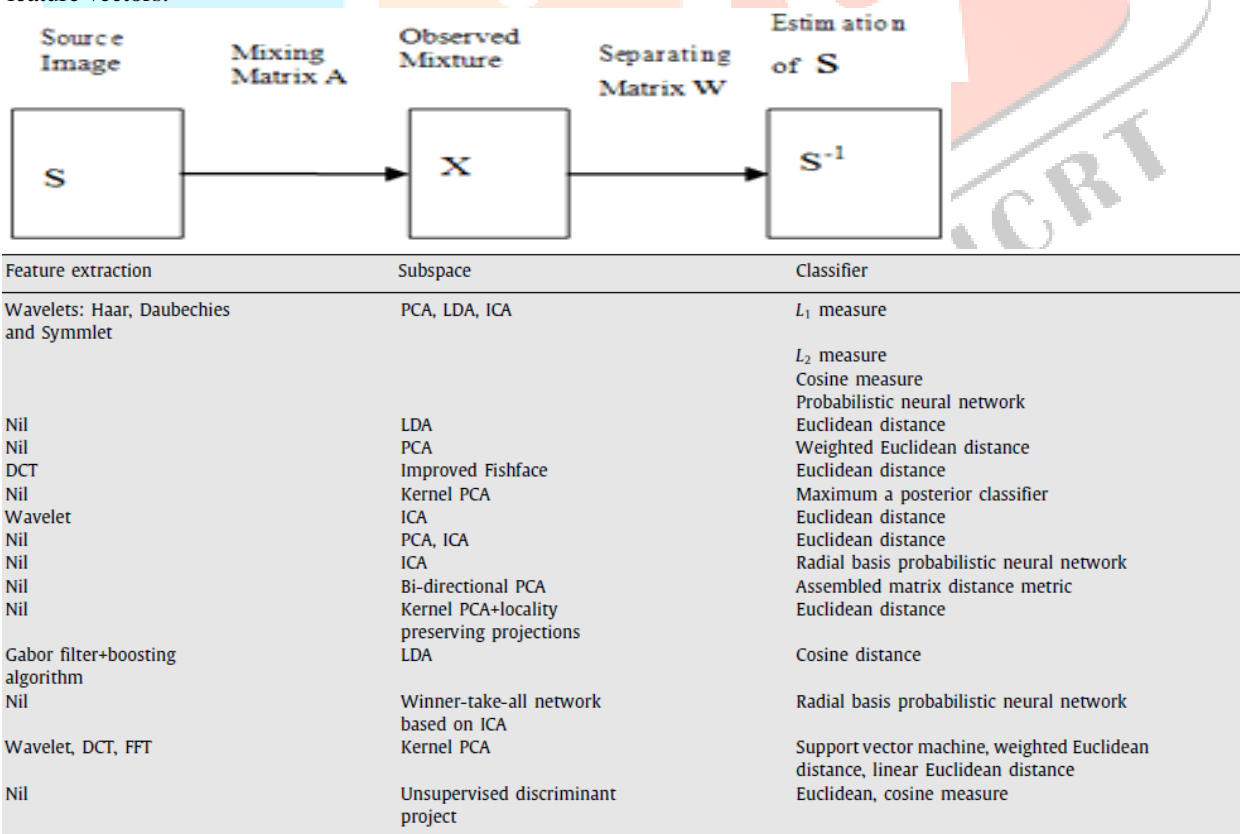 feature vectors.
Source Image
Mixing Matrix A
Observed Mixture
Separating Matrix W
Estimation of S
S
X
S⁻¹
IJCRT
Feature extraction Subspace Classifier
Wavelets: Haar, Daubechies PCA, LDA, ICA L₁ measure
and Symmlet
L₂ measure
Cosine measure
Probabilistic neural network
Nil LDA Euclidean distance
Nil PCA Weighted Euclidean distance
DCT Improved Fishface Euclidean distance
Nil Kernel PCA Maximum a posterior classifier
Wavelet ICA Euclidean distance
Nil PCA, ICA Euclidean distance
Nil ICA Radial basis probabilistic neural network
Nil Bi-directional PCA Assembled matrix distance metric
Nil Kernel PCA+locality Euclidean distance
preserving projections
Gabor filter+boosting LDA Cosine distance
algorithm
Nil Winner-take-all network Radial basis probabilistic neural network
based on ICA
Wavelet, DCT, FFT Kernel PCA Support vector machine, weighted Euclidean
distance, linear Euclidean distance
Nil Unsupervised discriminant Euclidean, cosine measure
project